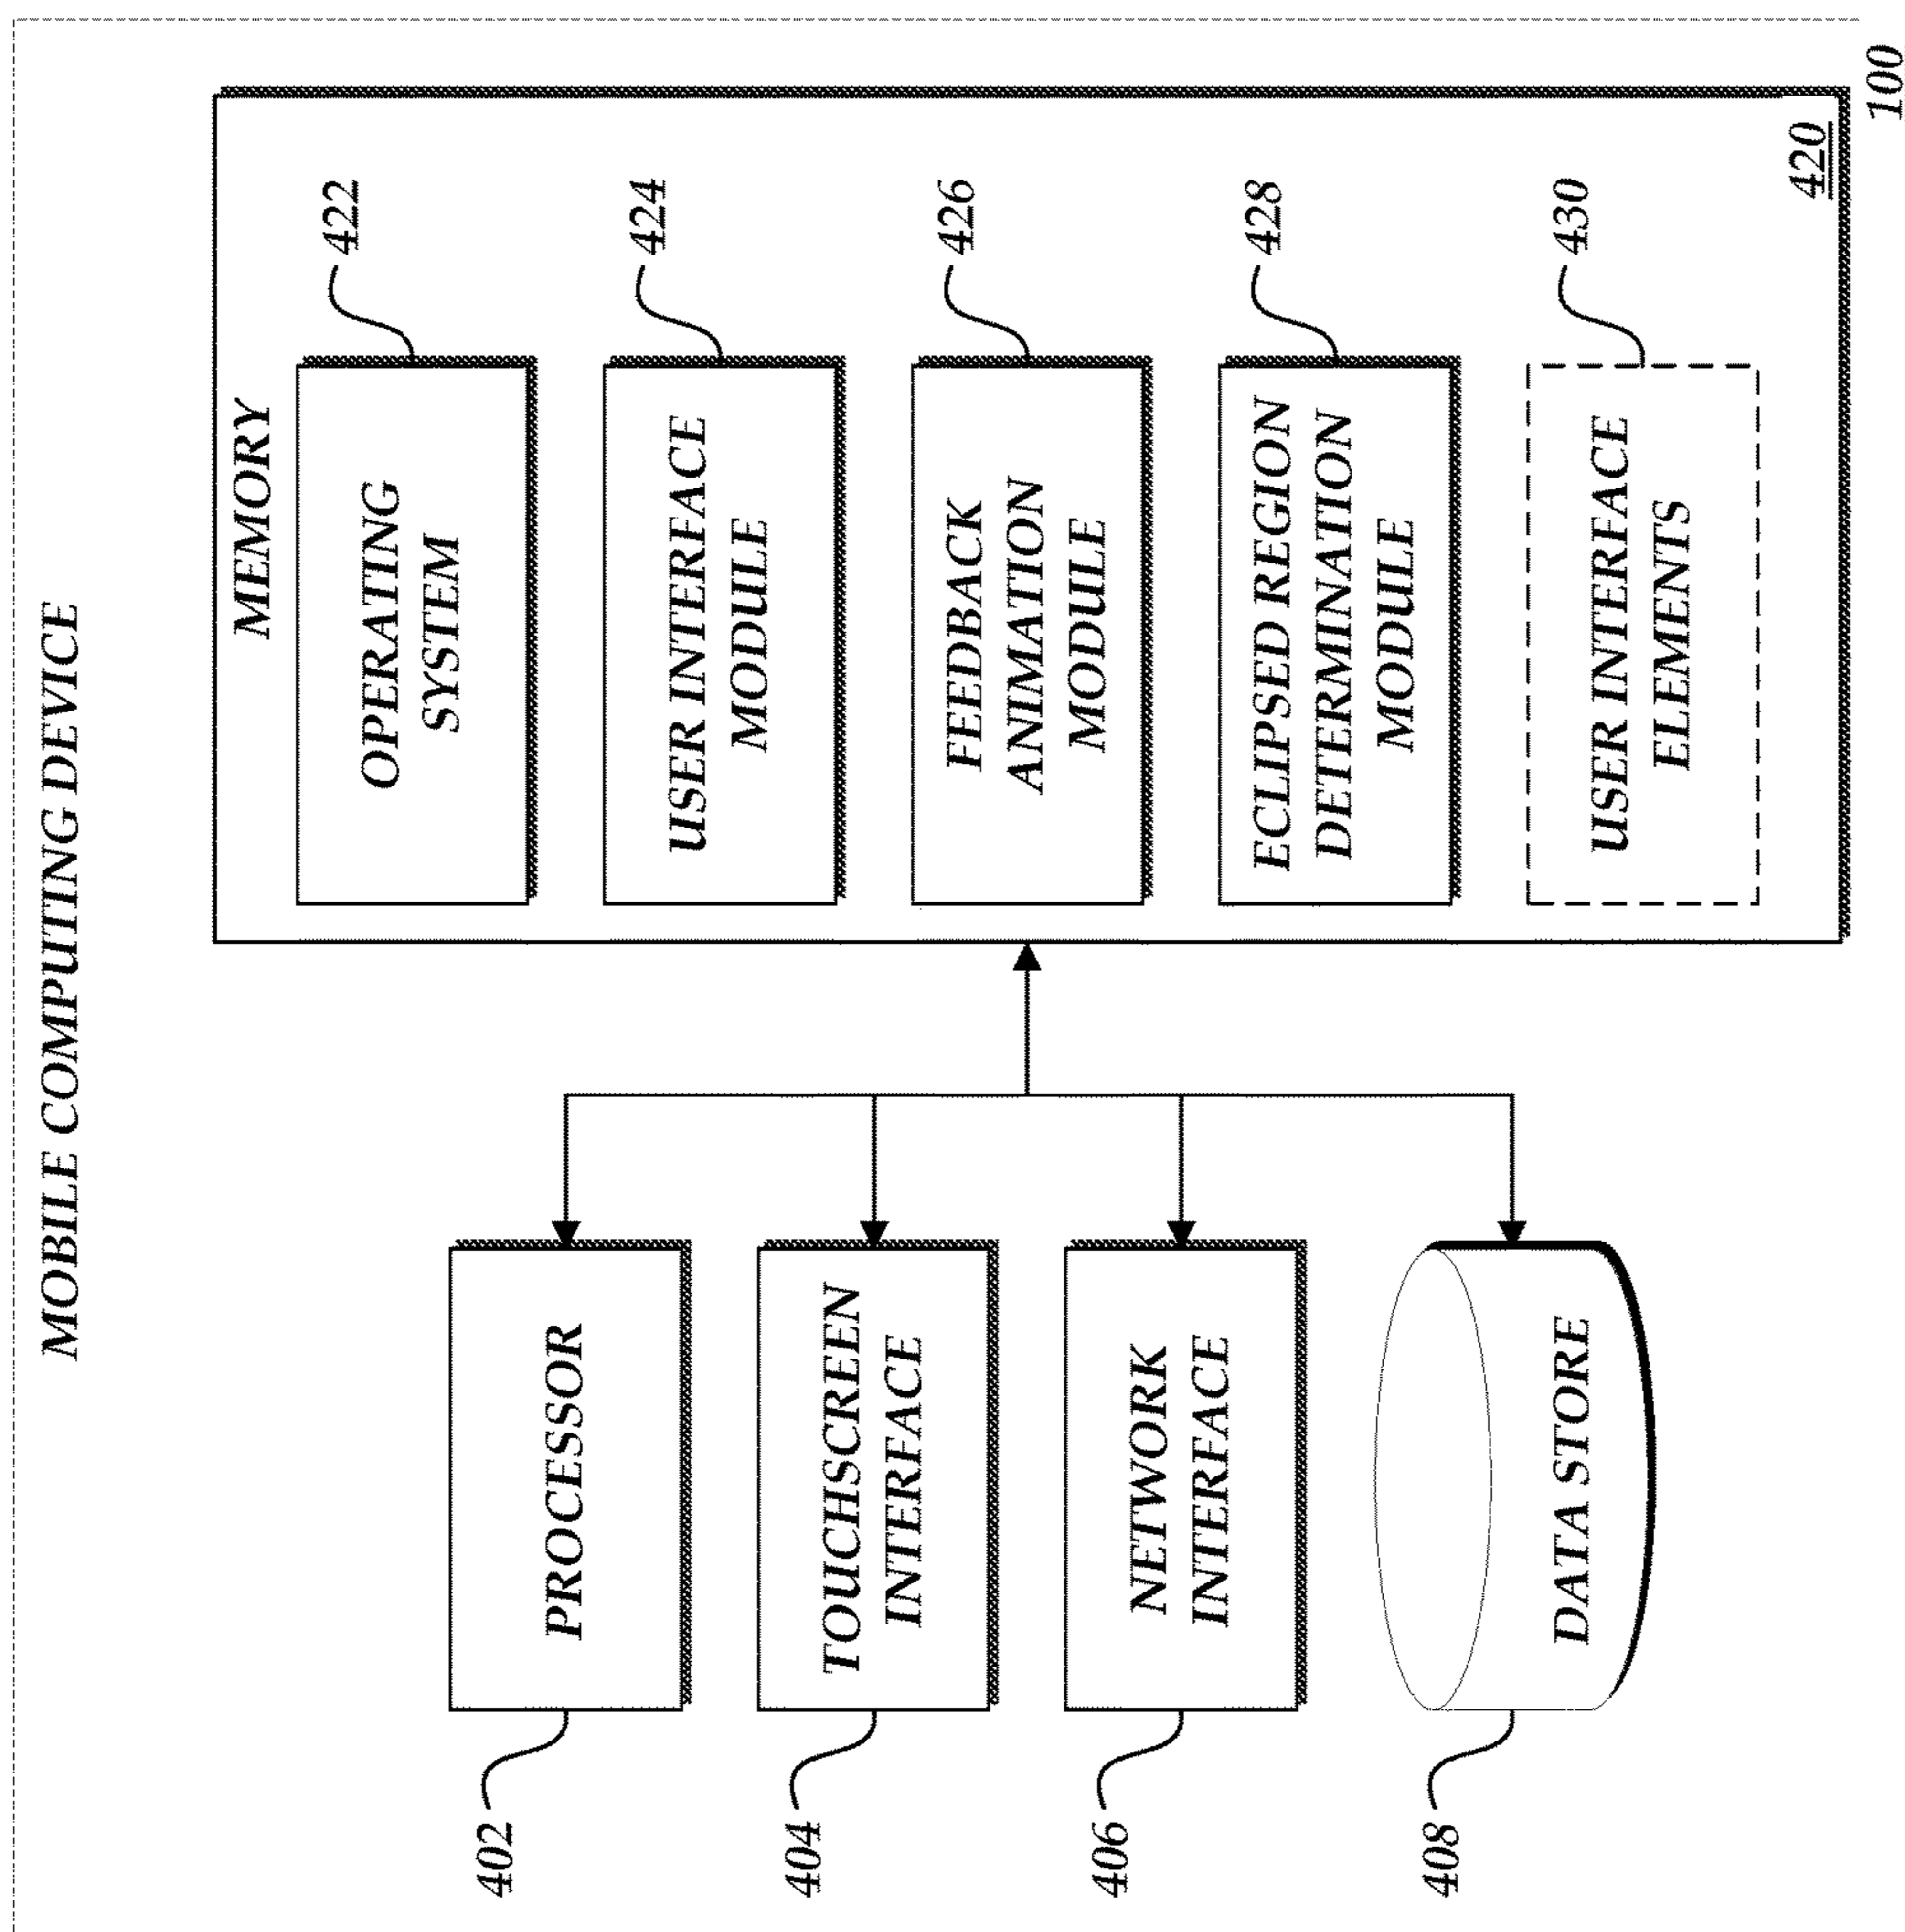 MOBILE COMPUTING DEVICE
402
PROCESSOR
404
TOUCHSCREEN
INTERFACE
406
NETWORK
INTERFACE
408
DATA STORE
MEMORY
OPERATING
SYSTEM
422
USER INTERFACE
MODULE
424
FEEDBACK
ANIMATION
MODULE
426
ECLIPSED REGION
DETERMINATION
MODULE
428
USER INTERFACE
ELEMENTS
430
420
100